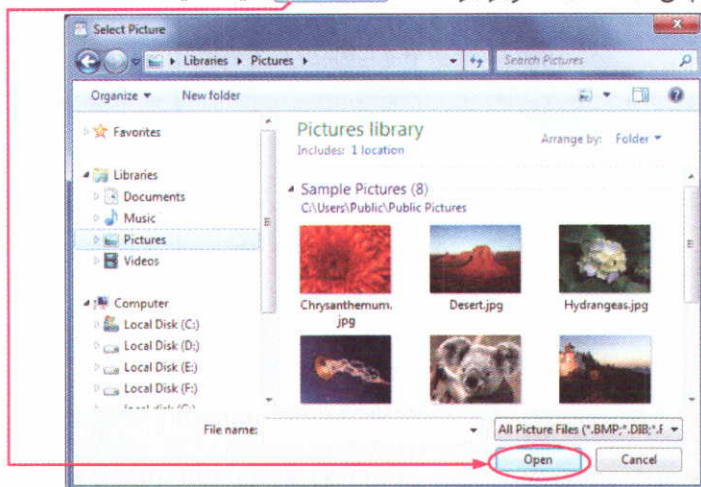 Select Picture
Libraries ▸ Pictures ▸
Search Pictures
Organize ▾ New folder
Favorites
Pictures library
Includes: 1 location
Arrange by: Folder ▾
Libraries
Documents
Music
Pictures
Videos
Sample Pictures (8)
C:\Users\Public\Public Pictures
Chrysanthemum.
jpg
Desert.jpg
Hydrangeas.jpg
Computer
Local Disk (C:)
Local Disk (D:)
Local Disk (E:)
Local Disk (F:)
File name:
All Picture Files (*.BMP;*.DIB;*.F
Open
Cancel